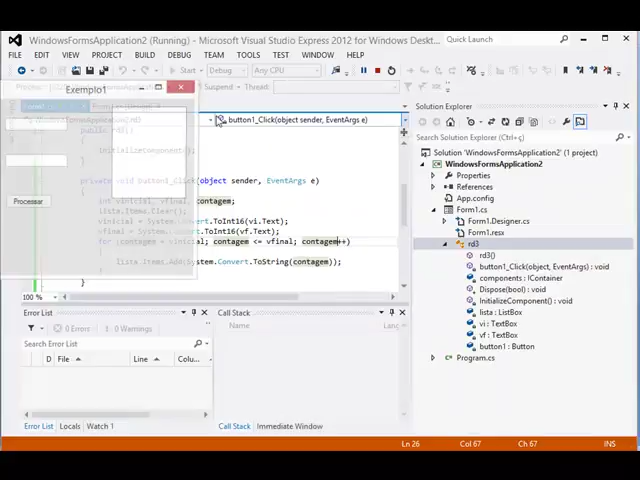 WindowsFormsApplication2 (Running) - Microsoft Visual Studio Express 2012 for Windows Deskt...
Quick Launch (Ctrl+Q)
FILE EDIT VIEW PROJECT BUILD DEBUG TEAM TOOLS TEST WINDOW HELP
Start Debug
Suspend Thread:
Exemplo1
Solution Explorer
button1_Click(object sender, EventArgs e)
Search Solution Explorer (Ctrl+ç)
public rd3()
Solution 'WindowsFormsApplication2' (1 project)
InitializeComponent();
WindowsFormsApplication2
Properties
private void button1_Click(object sender, EventArgs e)
References
Processar
int vinicial, vfinal, contagem;
App.config
lista.Items.Clear();
Form1.cs
vinicial = System.Convert.ToInt16(vi.Text);
Form1.Designer.cs
vfinal = System.Convert.ToInt16(vf.Text);
Form1.resx
for (contagem = vinicial; contagem <= vfinal; contagem++)
rd3
rd3()
lista.Items.Add(System.Convert.ToString(contagem));
button1_Click(object, EventArgs) : void
components : IContainer
}
Dispose(bool) : void
100 %
InitializeComponent() : void
Error List
Call Stack
lista : ListBox
Name
Lang
vi : TextBox
0 Errors
0 Warnings
vf : TextBox
Search Error List
button1 : Button
D File Line Colu...
Program.cs
Error List Locals Watch 1
Call Stack Immediate Window
Ln 26 Col 67 Ch 67 INS